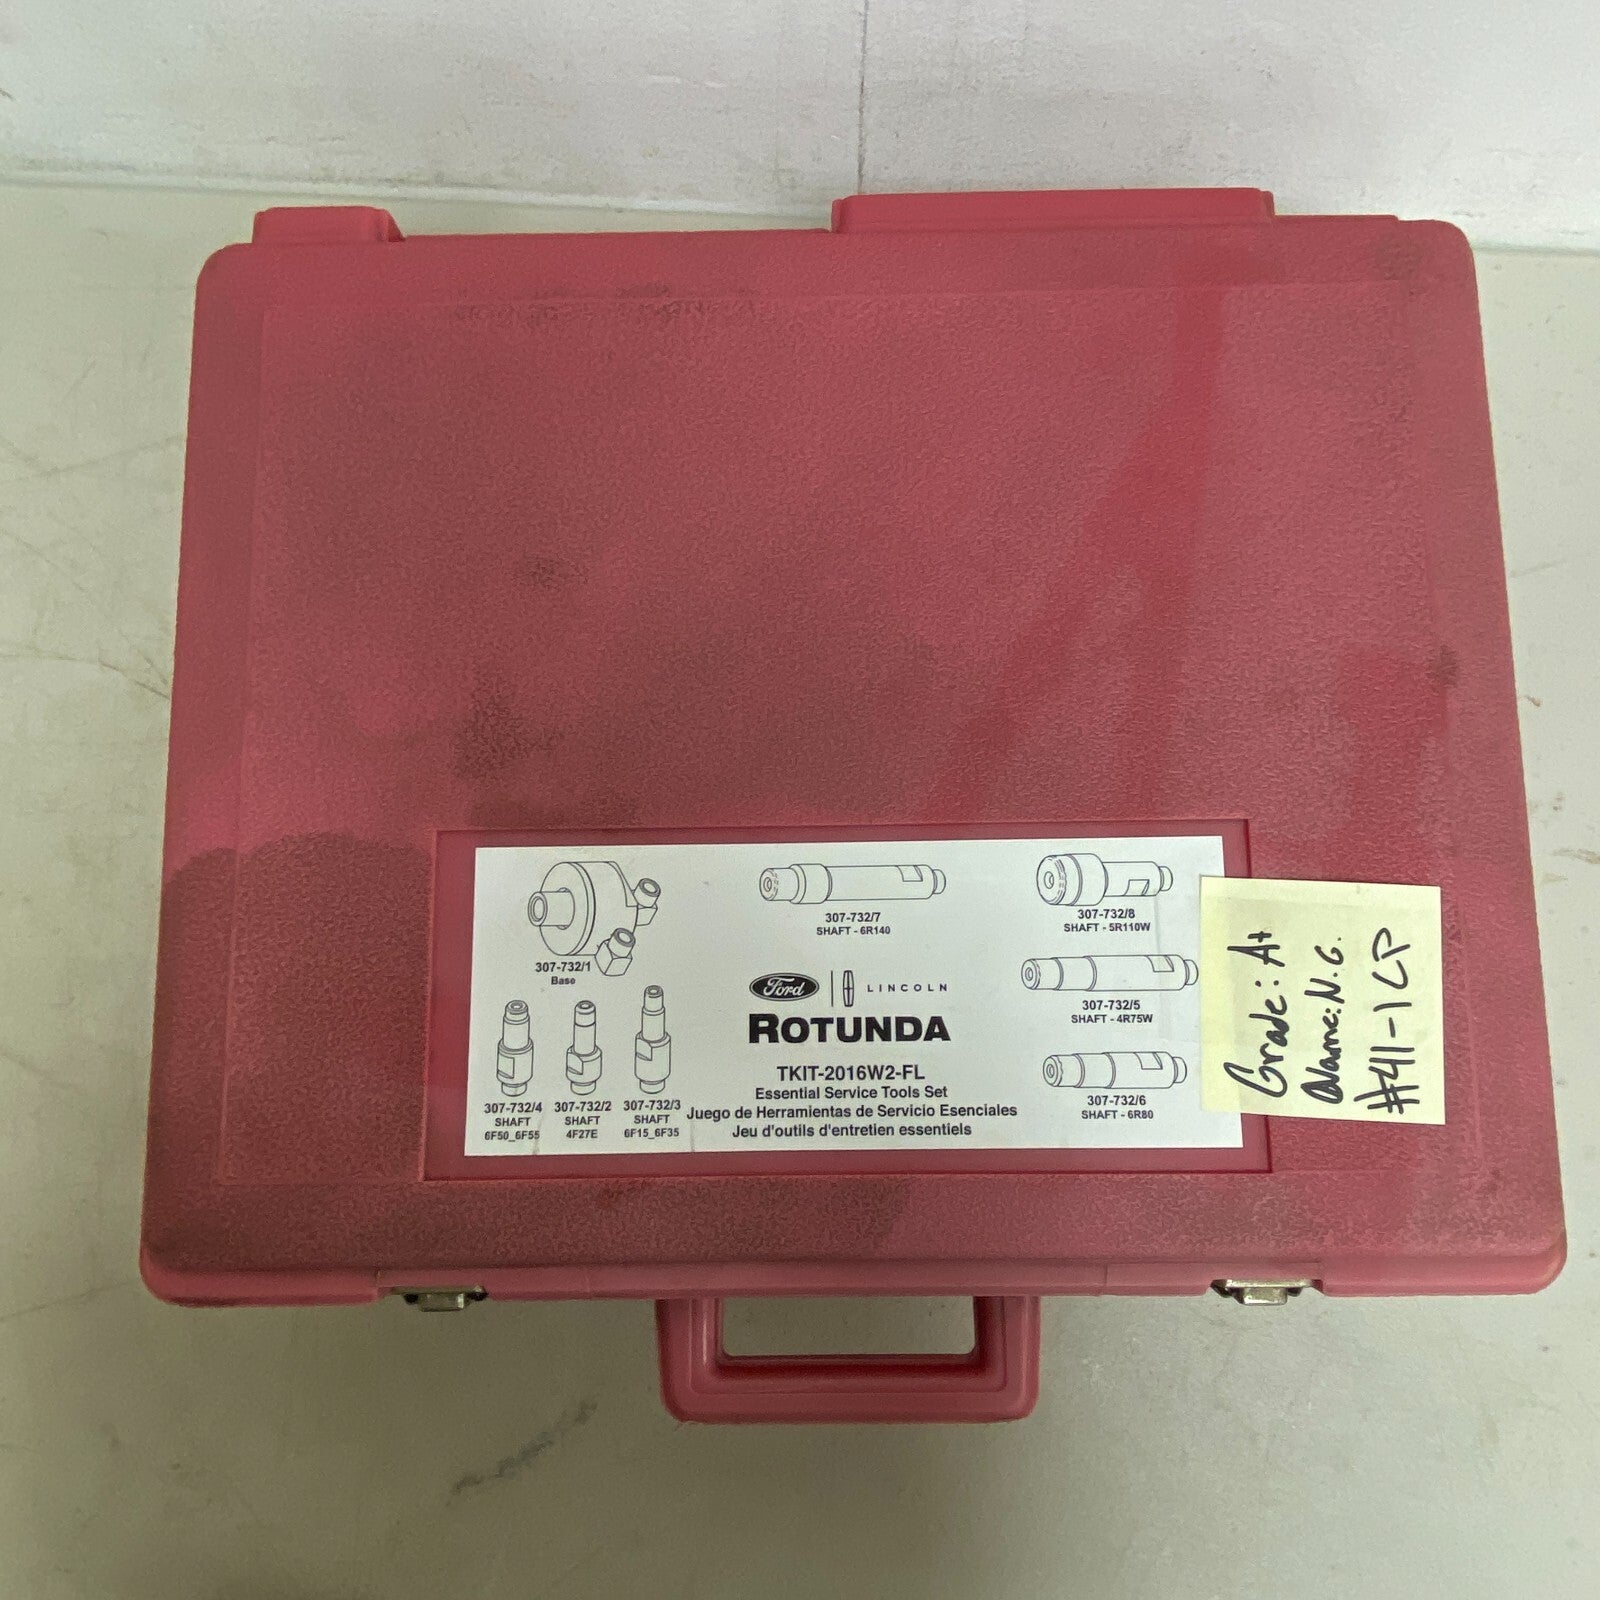 307-732/1
Base
307-732/7
SHAFT - 6R140
307-732/8
SHAFT - 5R110W
Ford
LINCOLN
ROTUNDA
307-732/5
SHAFT - 4R75W
307-732/4
SHAFT
6F50_6F55
307-732/2
SHAFT
4F27E
307-732/3
SHAFT
6F15_6F35
TKIT-2016W2-FL
Essential Service Tools Set
Juego de Herramientas de Servicio Esenciales
Jeu d'outils d'entretien essentiels
307-732/6
SHAFT - 6R80
Grade: A+
Name: N.G.
#41-1CP